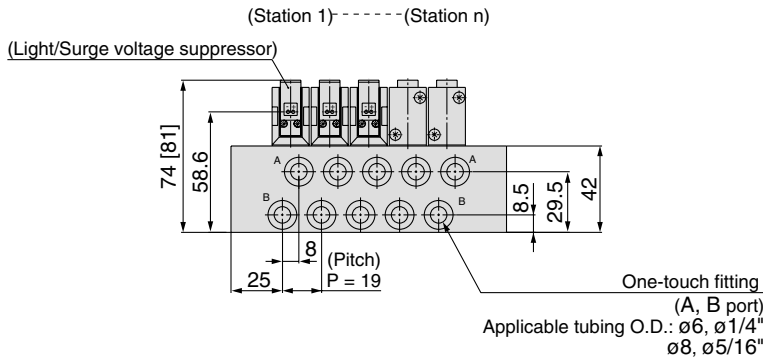 (Station 1)------(Station n)
(Light/Surge voltage suppressor)
74 [81]
58.6
A
A
B
B
8.5
29.5
42
8
(Pitch)
25
P = 19
One-touch fitting
(A, B port)
Applicable tubing O.D.: ø6, ø1/4"
ø8, ø5/16"